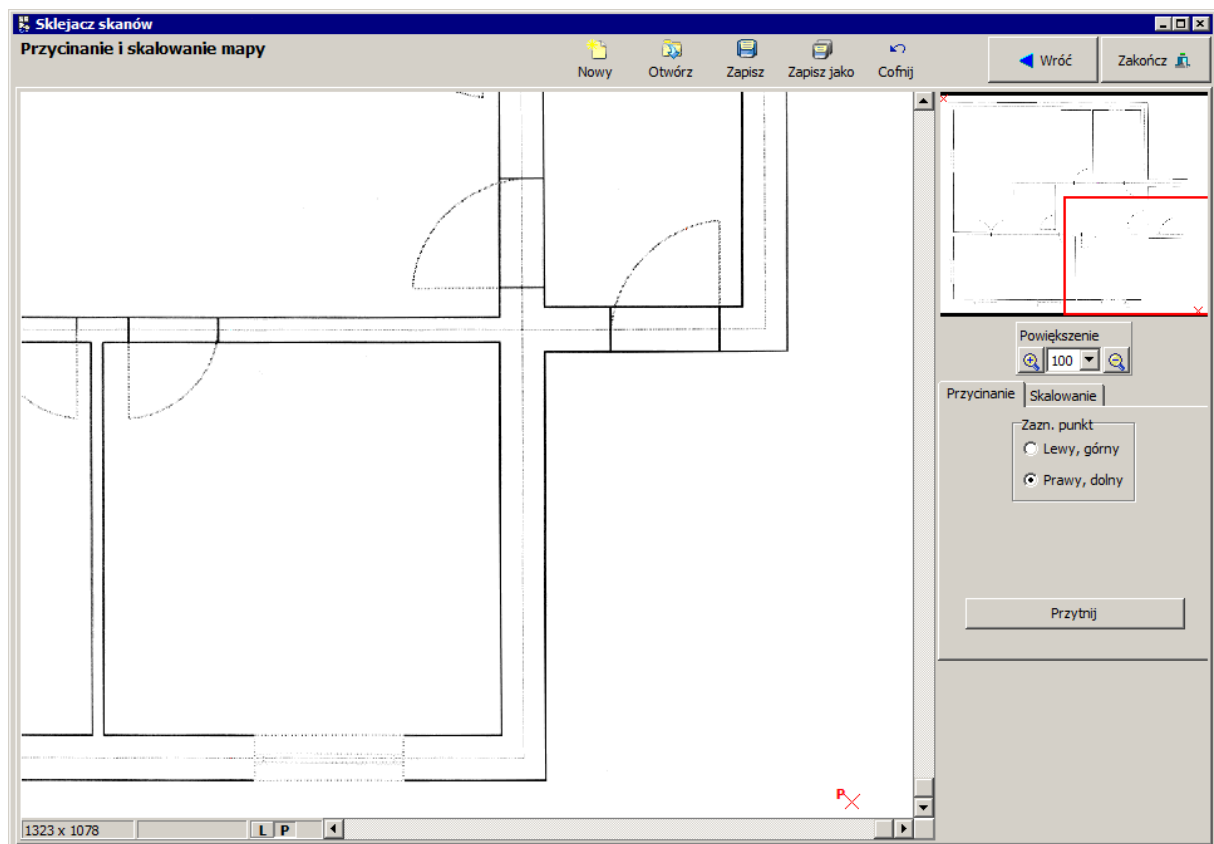 Sklejacz skanów
Przycinanie i skalowanie mapy
Nowy
Otwórz
Zapisz
Zapisz jako
Cofnij
Wróć
Zakończ
Powiększenie
100
Przycinanie
Skalowanie
Zazn. punkt
Lewy, górny
Prawy, dolny
Przytnij
P
1323 x 1078
L P